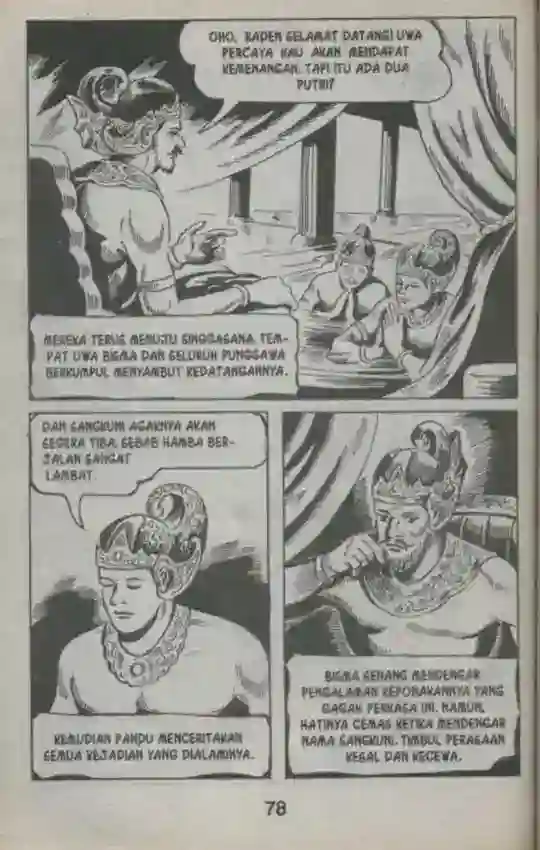 OHO, RADEN SELAMAT DATANG! UWA
PERCAYA KAU AKAN MENDAPAT
KEMENANGAN. TAPI ITU ADA DUA
PUTRI?
MEREKA TERUS MENUJU SINGGASANA, TEM-
PAT UWA BISMA DAN SELURUH PUNGGAWA
BERKUMPUL MENYAMBUT KEDATANGANNYA.
DAN SANGKUNI AGAKNYA AKAN
SEGERA TIBA, SEBAB HAMBA BER-
JALAN SANGAT
LAMBAT.
KEMUDIAN PANDU MENCERITAKAN
SEMUA KEJADIAN YANG DIALAMINYA.
BISMA SENANG MENDENGAR
PENGALAMAN KEPONAKANNYA YANG
GAGAH PERKASA INI. NAMUN,
HATINYA CEMAS KETIKA MENDENGAR
NAMA SANGKUNI. TIMBUL PERASAAN
KESAL DAN KECEWA.
78